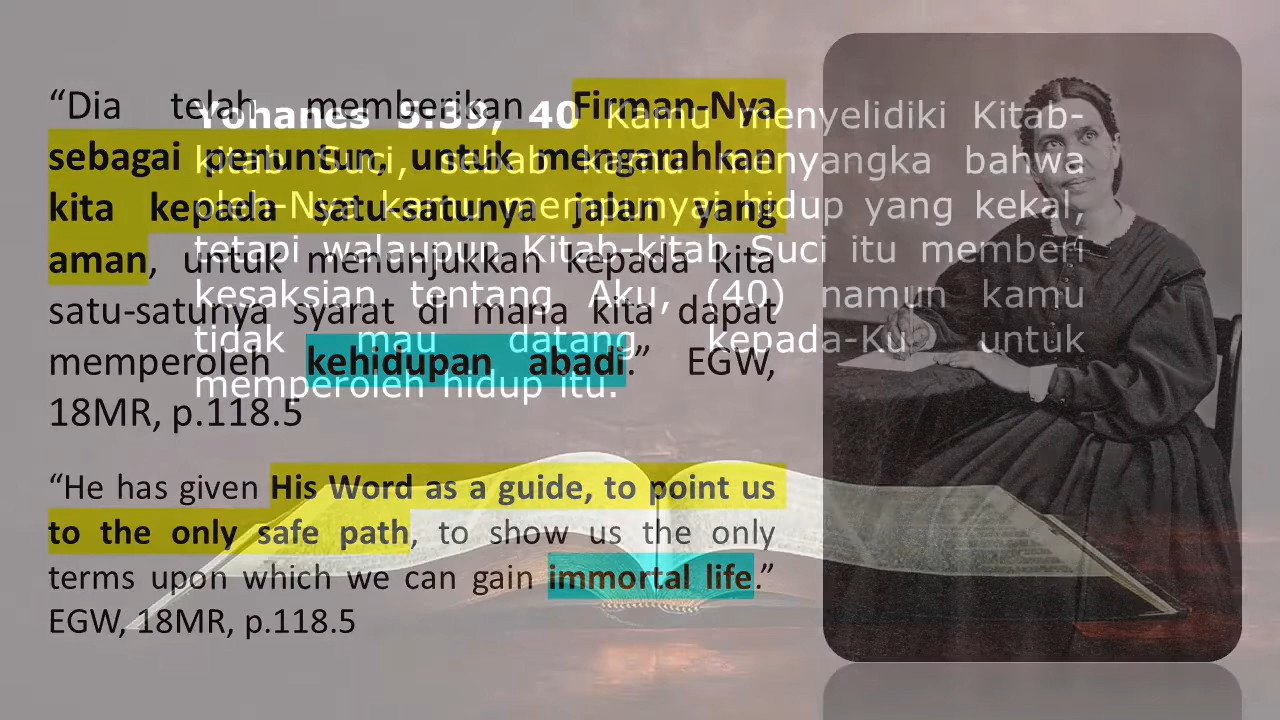 “Dia telah memberikan Firman-Nya
sebagai penuntun, untuk mengarahkan
kita kepada satu-satunya jalan yang
aman, untuk menunjukkan kepada kita
satu-satunya syarat di mana kita dapat
memperoleh kehidupan abadi.” EGW,
18MR, p.118.5
“He has given His Word as a guide, to point us
to the only safe path, to show us the only
terms upon which we can gain immortal life.”
EGW, 18MR, p.118.5
Yohanes 5:39, 40 Kamu menyelidiki Kitab-
kitab Suci, sebab kamu menyangka bahwa
oleh-Nya kamu mempunyai hidup yang kekal,
tetapi walaupun Kitab-kitab Suci itu memberi
kesaksian tentang Aku, (40) namun kamu
tidak mau datang kepada-Ku untuk
memperoleh hidup itu.